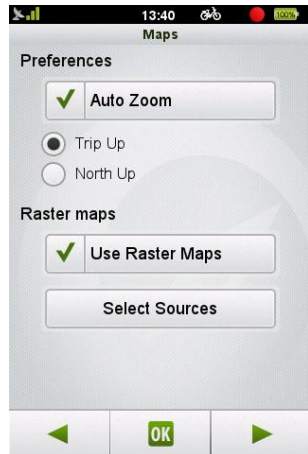 13:40 100%
Maps
Preferences
Auto Zoom
Trip Up
North Up
Raster maps
Use Raster Maps
Select Sources
OK